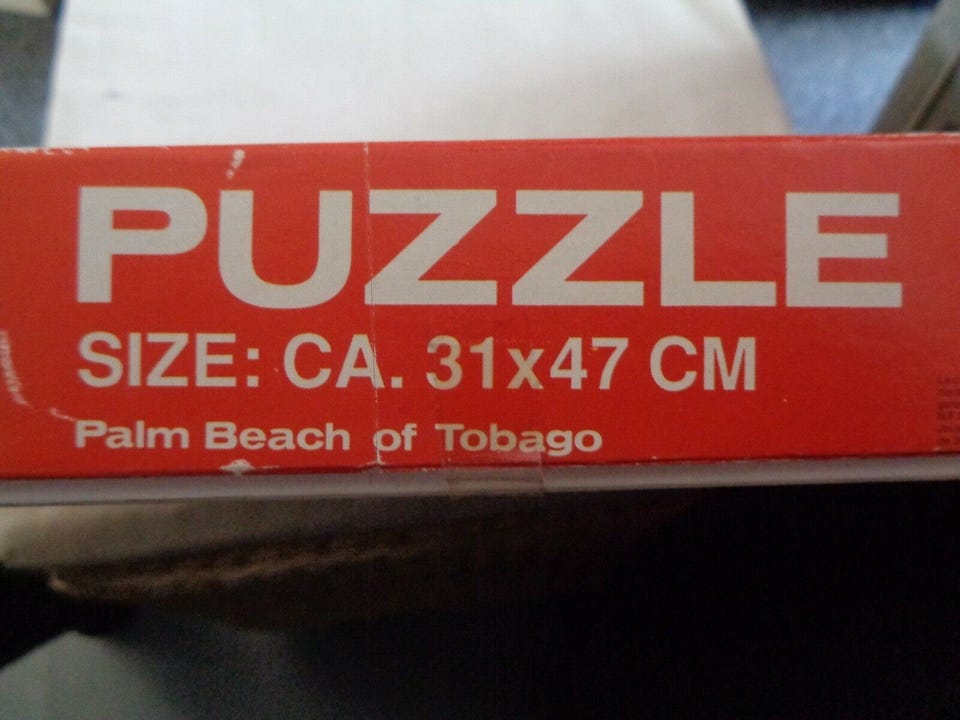 PUZZLE
SIZE: CA. 31x47 CM
Palm Beach of Tobago